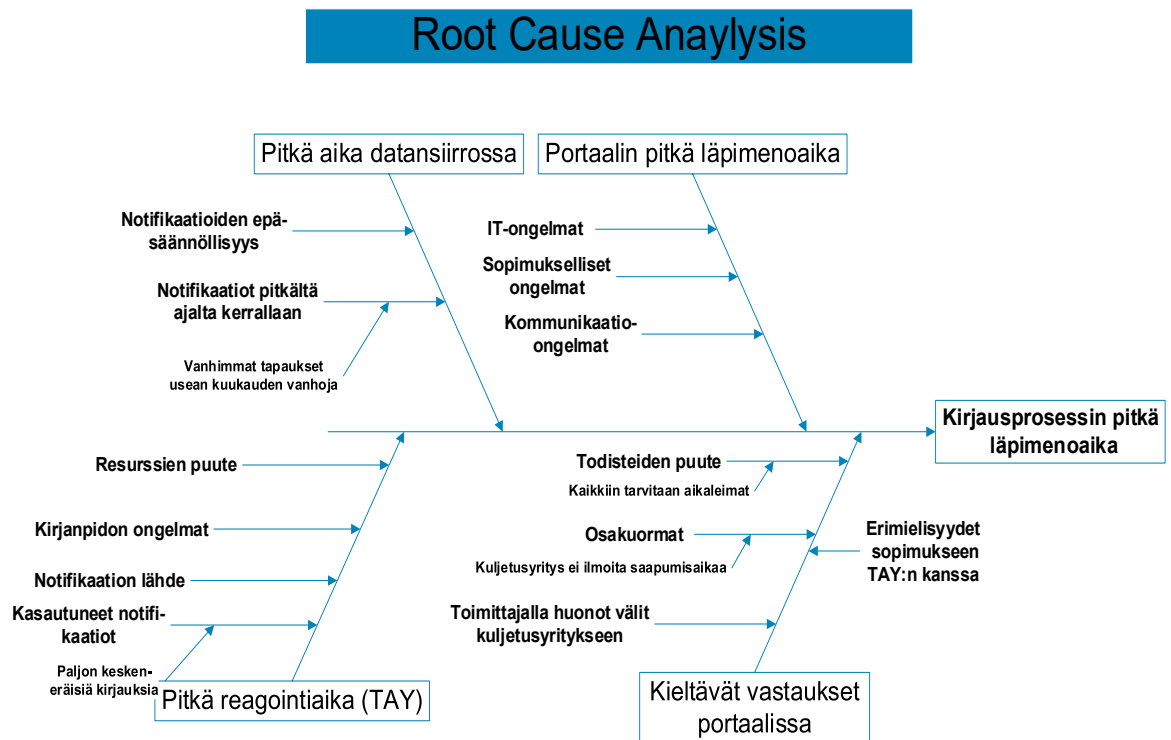 Root Cause Anaylysis
Pitkä aika datansiirrossa
Portaalin pitkä läpimenoaika
Notifikaatioiden epä-
säännöllisyys
Notifikaatiot pitkältä
ajalta kerrallaan
Vanhimmat tapaukset
usean kuukauden vanhoja
IT-ongelmat
Sopimukselliset
ongelmat
Kommunikaatio-
ongelmat
Kirjausprosessin pitkä
läpimenoaika
Resurssien puute
Kirjanpidon ongelmat
Notifikaation lähde
Kasautuneet notifi-
kaatiot
Paljon kesken-
eräisiä kirjauksia
Pitkä reagointiaika (TAY)
Todisteiden puute
Kaikkiin tarvitaan aikaleimat
Osakuormat
Kuljetusyritys ei ilmoita saapumisaikaa
Erimielisyydet
sopimukseen
TAY:n kanssa
Toimittajalla huonot välit
kuljetusyritykseen
Kieltävät vastaukset
portaalissa